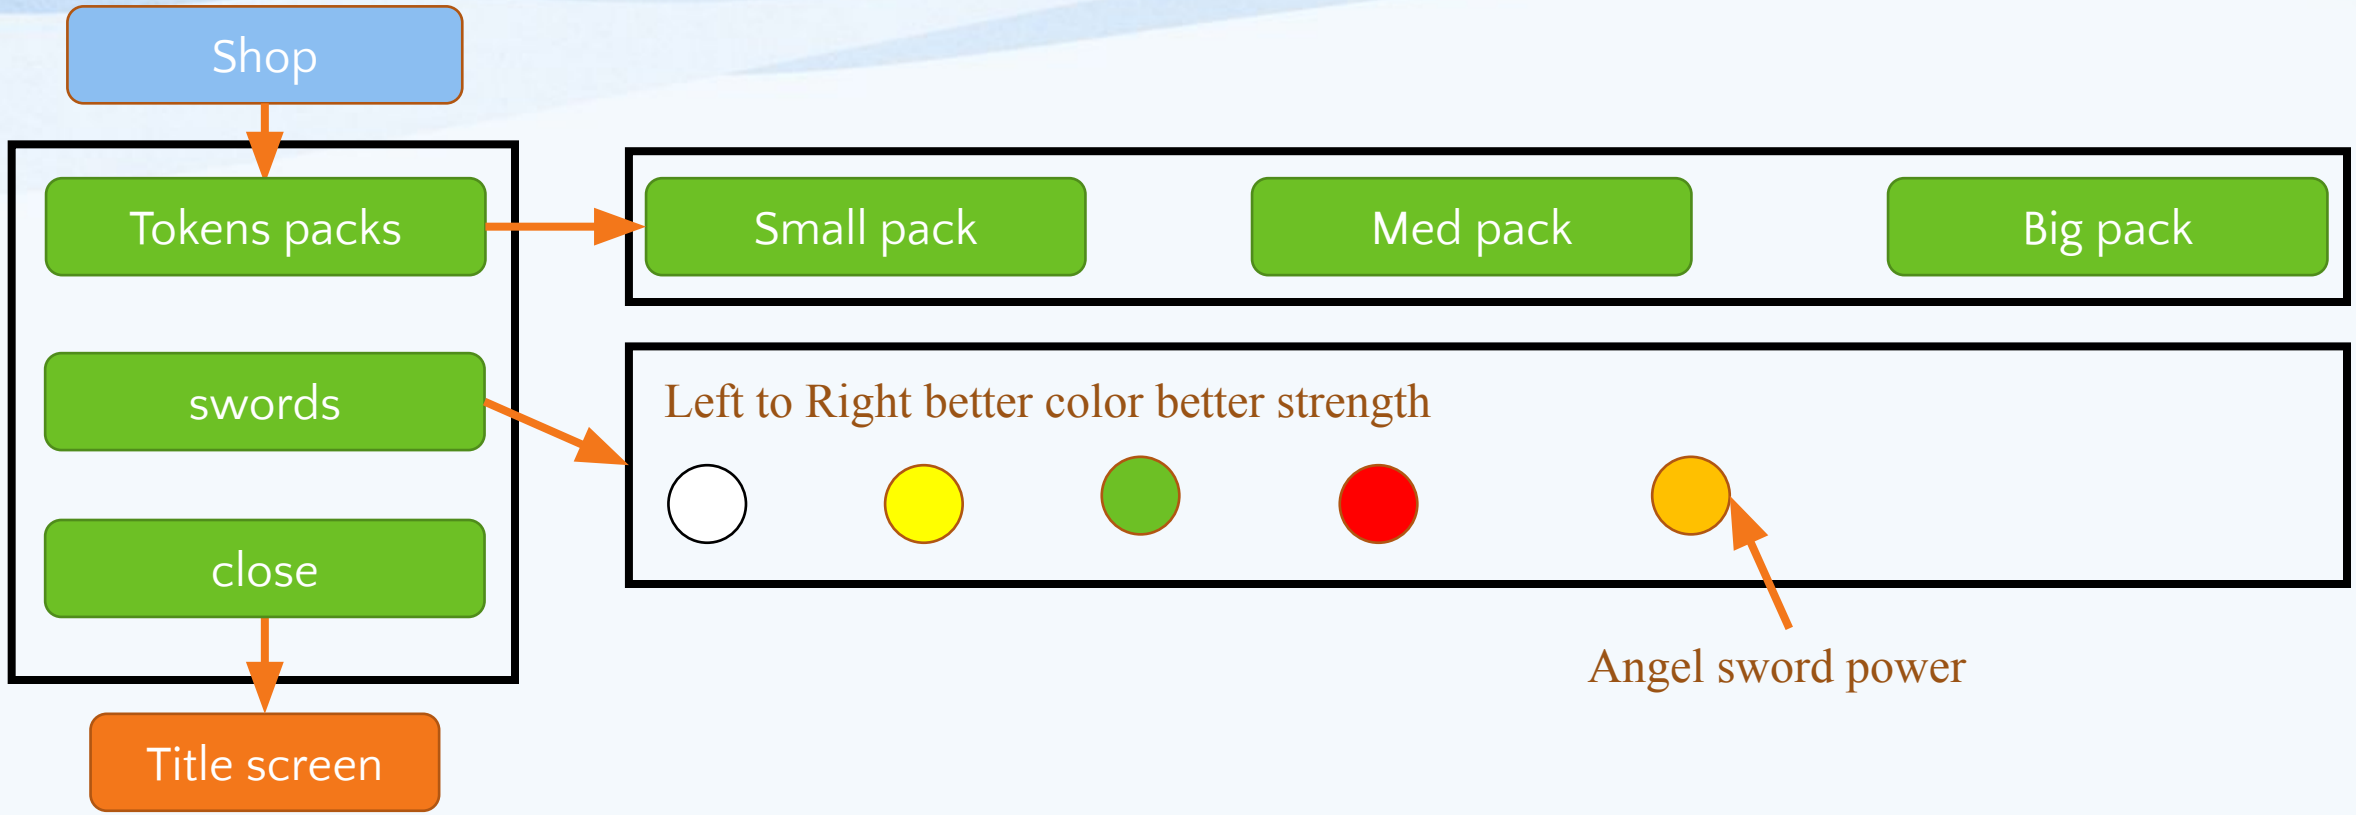 Shop
Tokens packs
Small pack
Med pack
Big pack
swords
Left to Right better color better strength
close
Angel sword power
Title screen